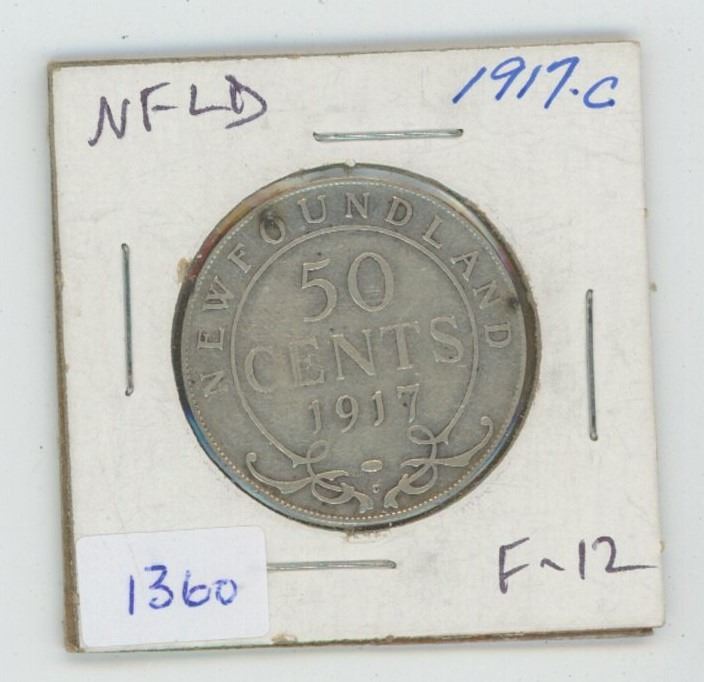 NFLD
1917.C
NEWFOUNDLAND
50
CENTS
1917
C
F-12
1360